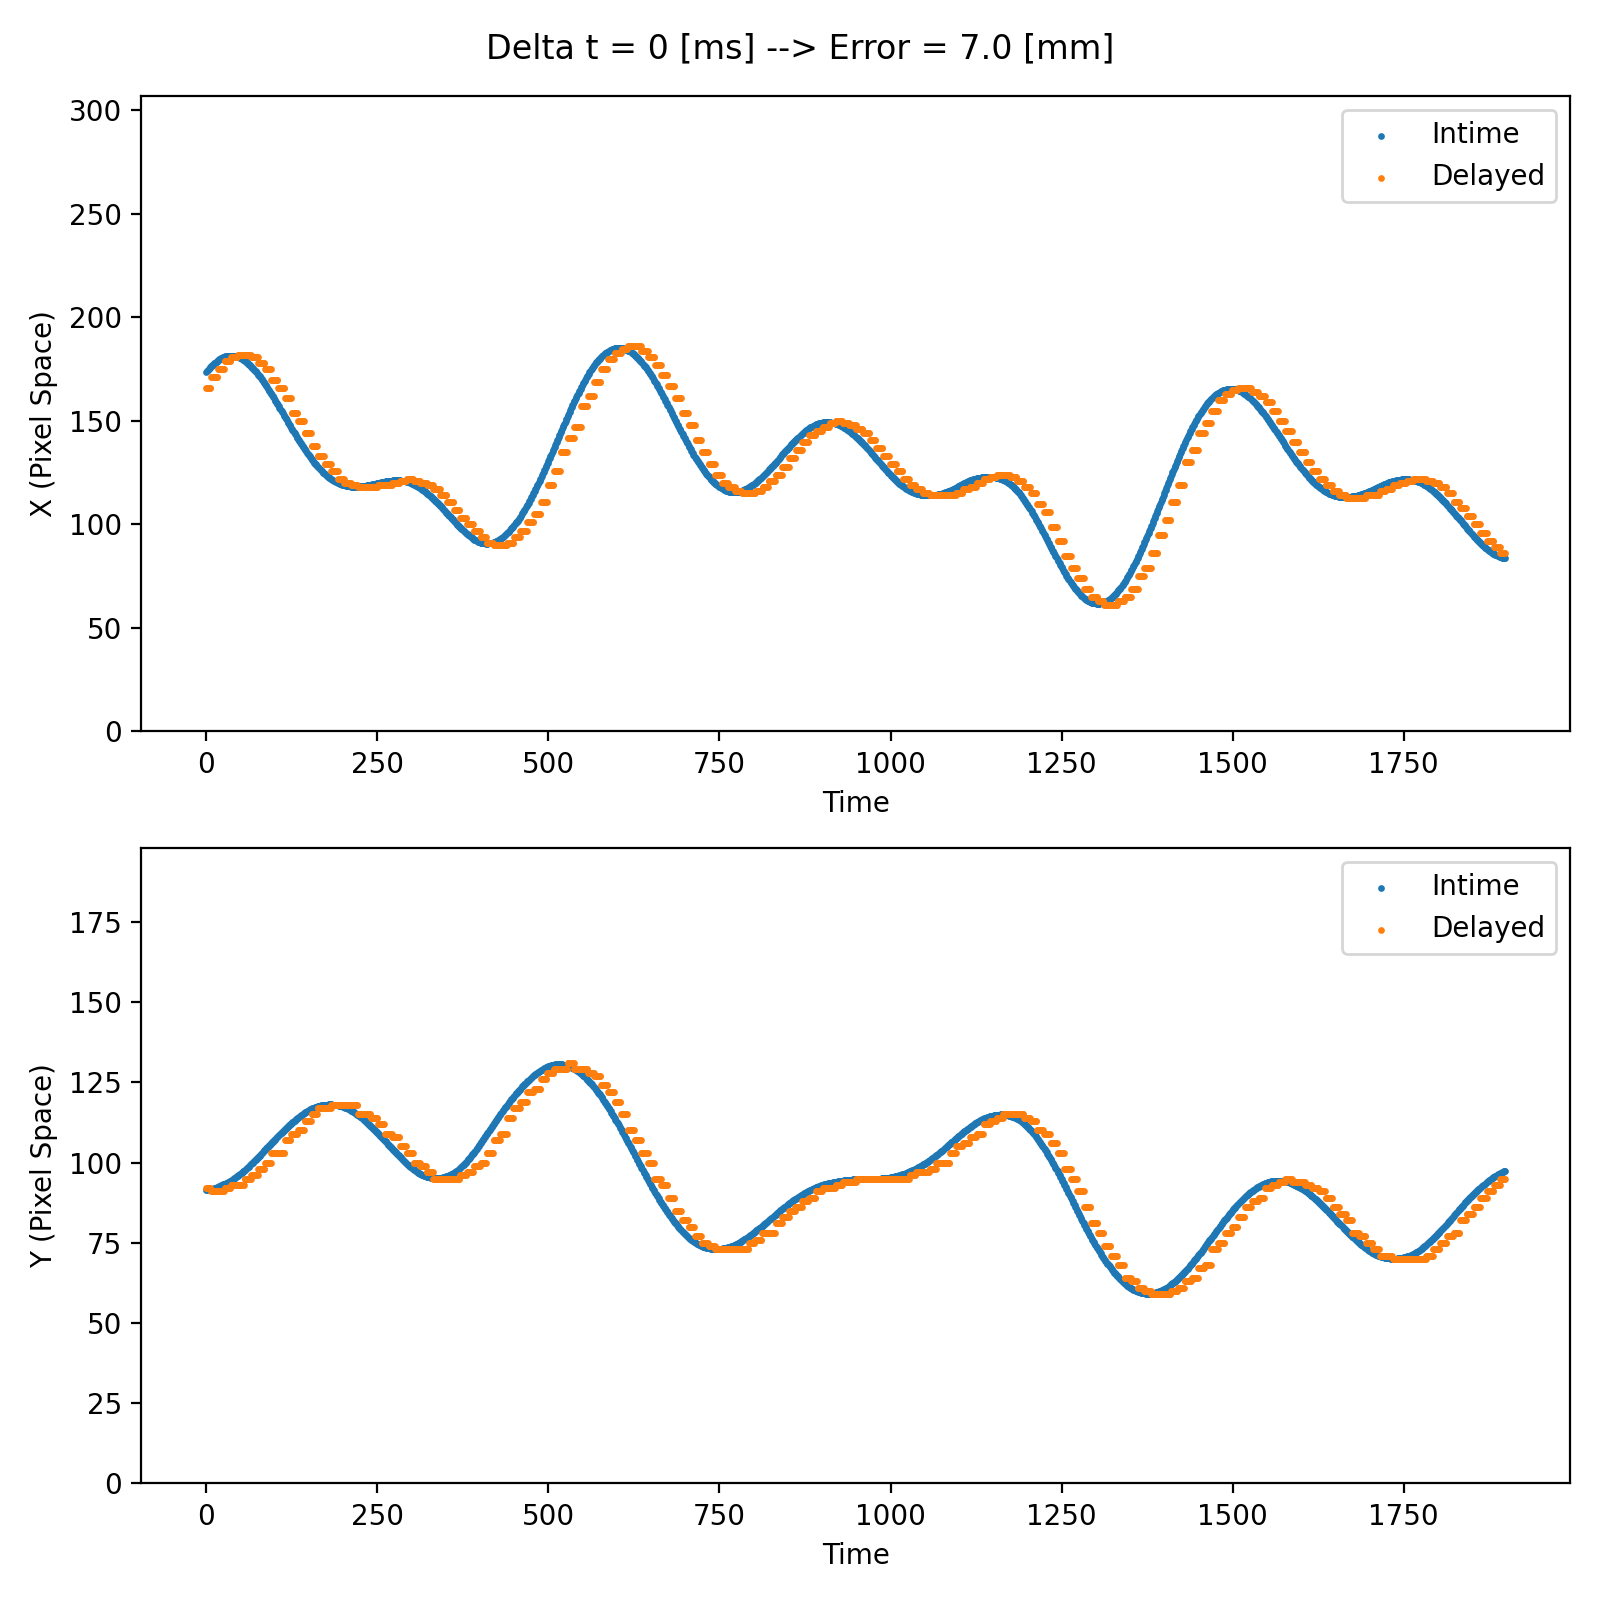 Delta t = 0 [ms] --> Error = 7.0 [mm]
300
250
200
150
100
50
0
X (Pixel Space)
Intime
Delayed
0 250 500 750 1000 1250 1500 1750
Time
175
150
125
100
75
50
25
0
Y (Pixel Space)
Intime
Delayed
0 250 500 750 1000 1250 1500 1750
Time